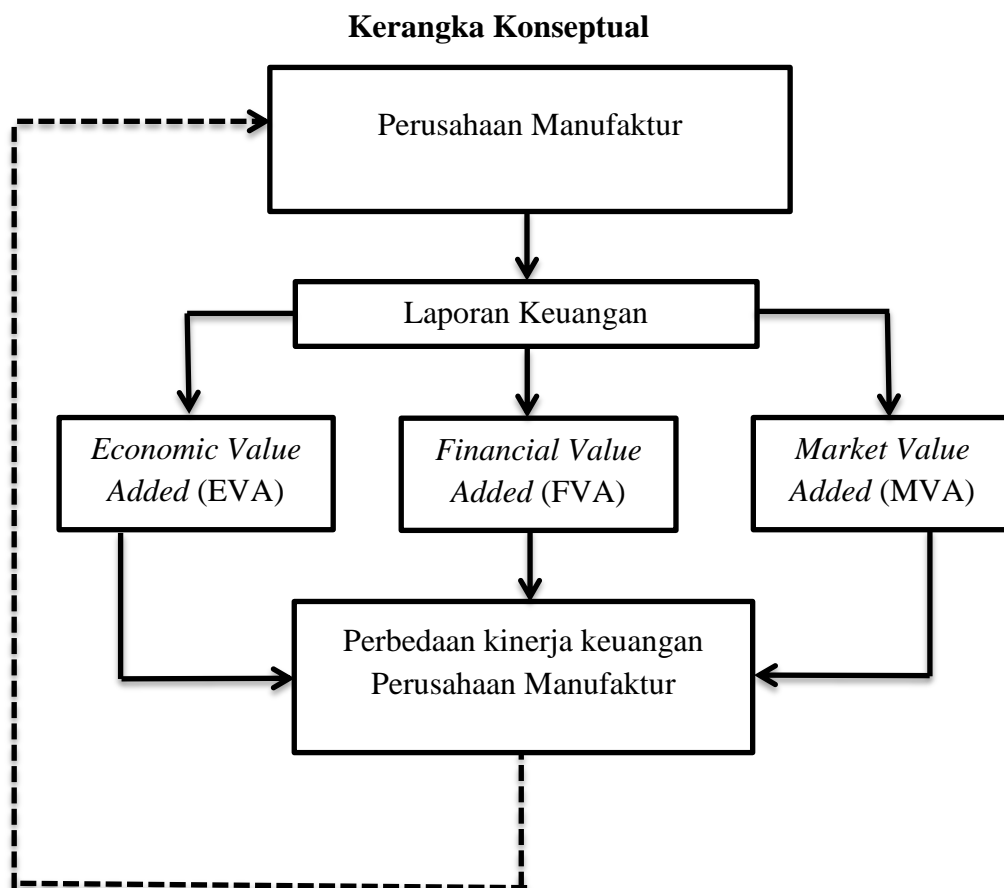 Kerangka Konseptual
Perusahaan Manufaktur
Laporan Keuangan
Economic Value
Added (EVA)
Financial Value
Added (FVA)
Market Value
Added (MVA)
Perbedaan kinerja keuangan
Perusahaan Manufaktur